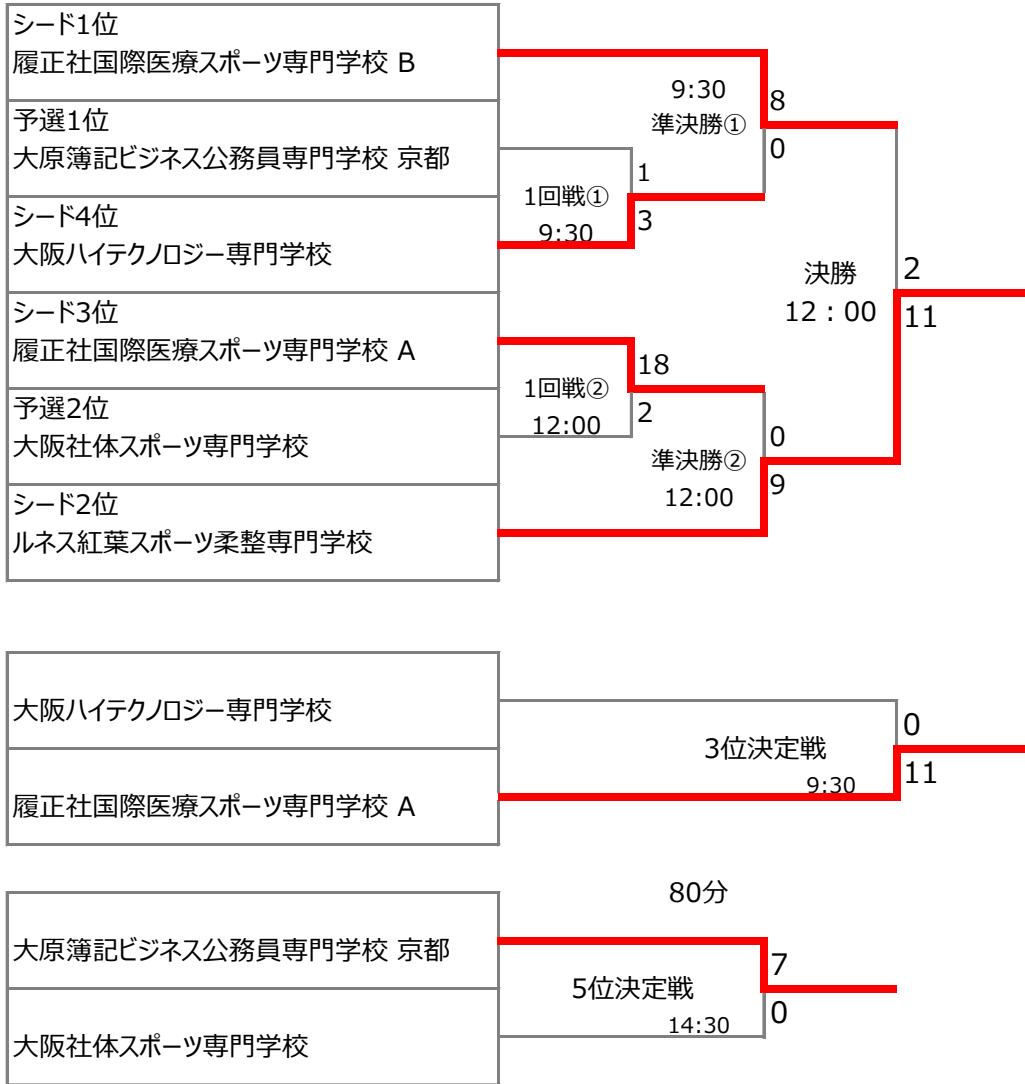 シード1位
履正社国際医療スポーツ専門学校 B
9:30
準決勝①
8
0
予選1位
大原簿記ビジネス公務員専門学校 京都
1回戦①
9:30
1
3
シード4位
大阪ハイテクノロジー専門学校
決勝
12：00
2
11
シード3位
履正社国際医療スポーツ専門学校 A
1回戦②
12:00
18
2
予選2位
大阪社体スポーツ専門学校
準決勝②
12:00
0
9
シード2位
ルネス紅葉スポーツ柔整専門学校
大阪ハイテクノロジー専門学校
3位決定戦
9:30
0
11
履正社国際医療スポーツ専門学校 A
80分
大原簿記ビジネス公務員専門学校 京都
5位決定戦
14:30
7
0
大阪社体スポーツ専門学校